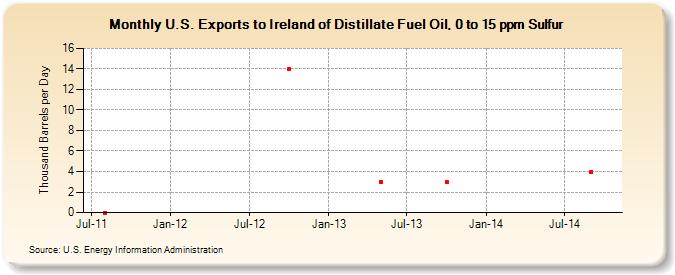 Monthly U.S. Exports to Ireland of Distillate Fuel Oil, 0 to 15 ppm Sulfur
Thousand Barrels per Day
16
14
12
10
8
6
4
2
0
Jul-11 Jan-12 Jul-12 Jan-13 Jul-13 Jan-14 Jul-14
Source: U.S. Energy Information Administration